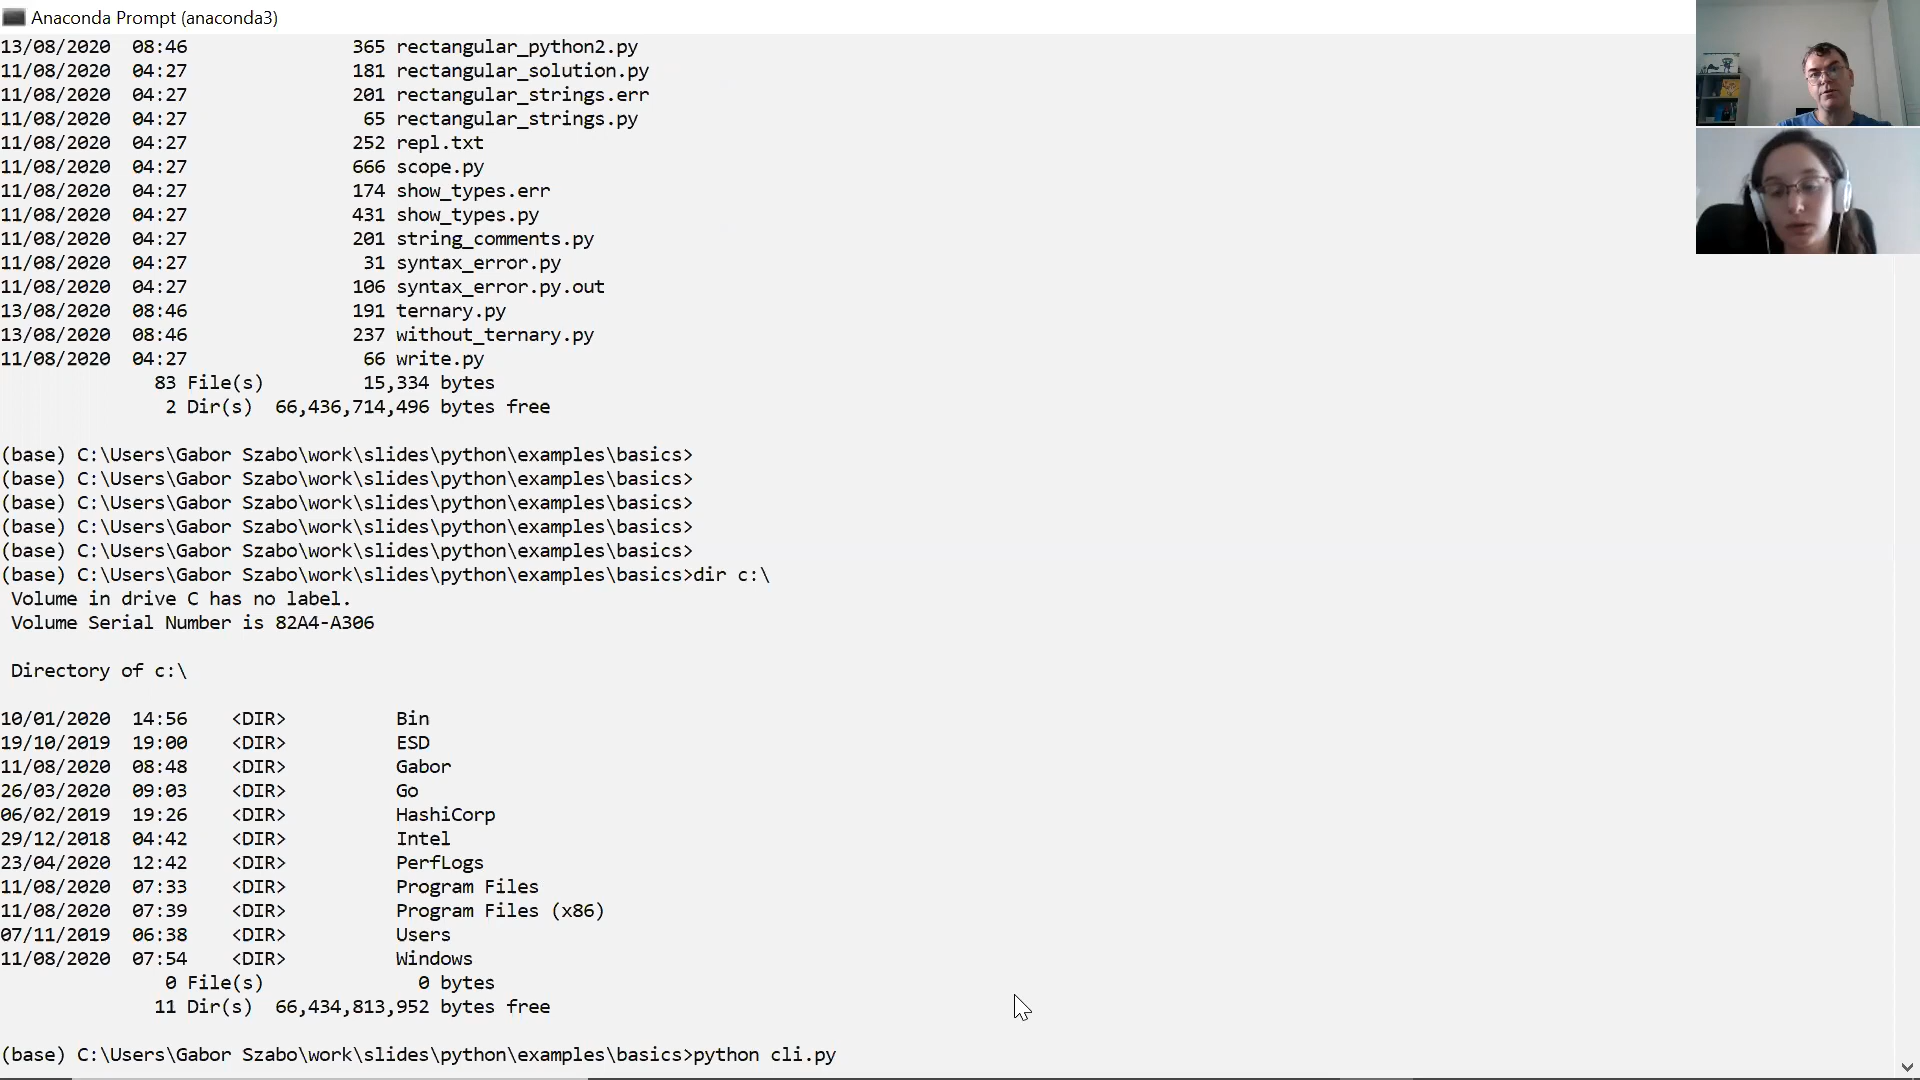 Anaconda Prompt (anaconda3)
13/08/2020  08:46               365 rectangular_python2.py
11/08/2020  04:27               181 rectangular_solution.py
11/08/2020  04:27               201 rectangular_strings.err
11/08/2020  04:27                65 rectangular_strings.py
11/08/2020  04:27               252 repl.txt
11/08/2020  04:27               666 scope.py
11/08/2020  04:27               174 show_types.err
11/08/2020  04:27               431 show_types.py
11/08/2020  04:27               201 string_comments.py
11/08/2020  04:27                31 syntax_error.py
11/08/2020  04:27               106 syntax_error.py.out
13/08/2020  08:46               191 ternary.py
13/08/2020  08:46               237 without_ternary.py
11/08/2020  04:27                66 write.py
83 File(s)         15,334 bytes
2 Dir(s)  66,436,714,496 bytes free
(base) C:\Users\Gabor Szabo\work\slides\python\examples\basics>
(base) C:\Users\Gabor Szabo\work\slides\python\examples\basics>
(base) C:\Users\Gabor Szabo\work\slides\python\examples\basics>
(base) C:\Users\Gabor Szabo\work\slides\python\examples\basics>
(base) C:\Users\Gabor Szabo\work\slides\python\examples\basics>
(base) C:\Users\Gabor Szabo\work\slides\python\examples\basics>dir c:\
Volume in drive C has no label.
Volume Serial Number is 82A4-A306
Directory of c:\
10/01/2020  14:56    <DIR>          Bin
19/10/2019  19:00    <DIR>          ESD
11/08/2020  08:48    <DIR>          Gabor
26/03/2020  09:03    <DIR>          Go
06/02/2019  19:26    <DIR>          HashiCorp
29/12/2018  04:42    <DIR>          Intel
23/04/2020  12:42    <DIR>          PerfLogs
11/08/2020  07:33    <DIR>          Program Files
11/08/2020  07:39    <DIR>          Program Files (x86)
07/11/2019  06:38    <DIR>          Users
11/08/2020  07:54    <DIR>          Windows
0 File(s)              0 bytes
11 Dir(s)  66,434,813,952 bytes free
(base) C:\Users\Gabor Szabo\work\slides\python\examples\basics>python cli.py